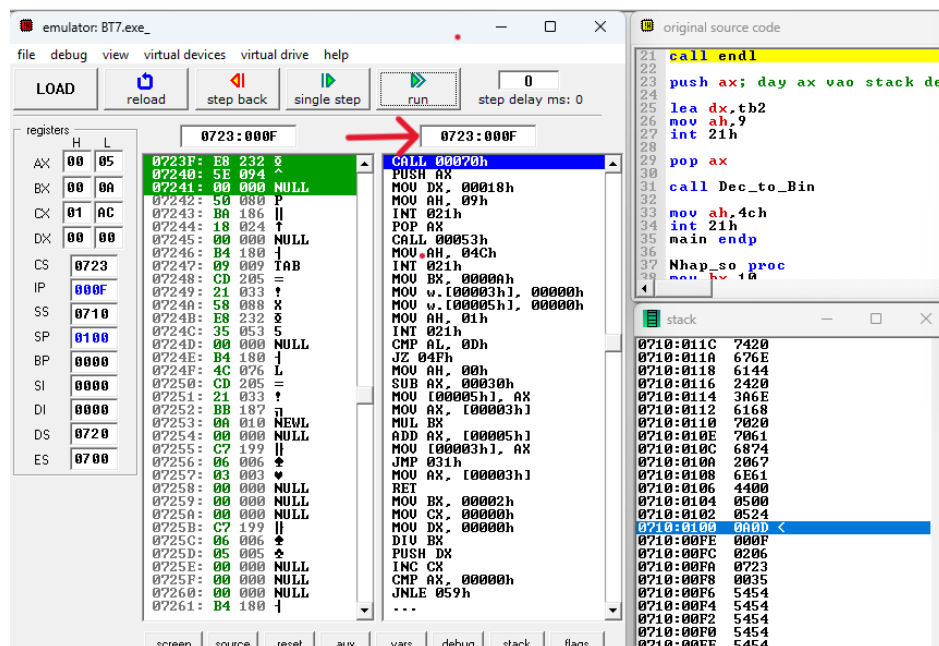 emulator: BT7.exe_
file debug view virtual devices virtual drive help
LOAD reload step back single step run 0 step delay ms: 0
registers
H L
AX 00 05
BX 00 0A
CX 01 AC
DX 00 00
CS 0723
IP 000F
SS 0710
SP 0100
BP 0000
SI 0000
DI 0000
DS 0720
ES 0700
0723:000F 0723:000F
0723F: E8 232
07240: 5E 094 ^
07241: 00 000 NULL
07242: 50 080 P
07243: BA 186 ║
07244: 18 024 ↑
07245: 00 000 NULL
07246: B4 180 ┤
07247: 09 009 TAB
07248: CD 205 =
07249: 21 033 !
0724A: 58 088 X
0724B: E8 232
0724C: 35 053 5
0724D: 00 000 NULL
0724E: B4 180 ┤
0724F: 4C 076 L
07250: CD 205 =
07251: 21 033 !
07252: BB 187 ╗
07253: 0A 010 NEWL
07254: 00 000 NULL
07255: C7 199 ╟
07256: 06 006 ♠
07257: 03 003 ♥
07258: 00 000 NULL
07259: 00 000 NULL
0725A: 00 000 NULL
0725B: C7 199 ╟
0725C: 06 006 ♠
0725D: 05 005 ♣
0725E: 00 000 NULL
0725F: 00 000 NULL
07260: 00 000 NULL
07261: B4 180 ┤
CALL 00070h
PUSH AX
MOV DX, 00018h
MOV AH, 09h
INT 021h
POP AX
CALL 00053h
MOV AH, 04Ch
INT 021h
MOV BX, 0000Ah
MOV w.[00003h], 00000h
MOV w.[00005h], 00000h
MOV AH, 01h
INT 021h
CMP AL, 0Dh
JZ 04Fh
MOV AH, 00h
SUB AX, 00030h
MOV [00005h], AX
MOV AX, [00003h]
MUL BX
ADD AX, [00005h]
MOV [00003h], AX
JMP 031h
MOV AX, [00003h]
RET
MOV BX, 00002h
MOV CX, 00000h
MOV DX, 00000h
DIV BX
PUSH DX
INC CX
CMP AX, 00000h
JNLE 059h
...
screen source reset aux vars debug stack flags
original source code
21 call endl
22
23 push ax; day ax vao stack de
24
25 lea dx,tb2
26 mov ah,9
27 int 21h
28
29 pop ax
30
31 call Dec_to_Bin
32
33 mov ah,4ch
34 int 21h
35 main endp
36
37 Nhap_so proc
38 mov bx 10
stack
0710:011C 7420
0710:011A 676E
0710:0118 6144
0710:0116 2420
0710:0114 3A6E
0710:0112 6168
0710:0110 7020
0710:010E 7061
0710:010C 6874
0710:010A 2067
0710:0108 6E61
0710:0106 4400
0710:0104 0500
0710:0102 0524
0710:0100 0A0D <
0710:00FE 000F
0710:00FC 0206
0710:00FA 0723
0710:00F8 0035
0710:00F6 5454
0710:00F4 5454
0710:00F2 5454
0710:00F0 5454
0710:00EE 5454